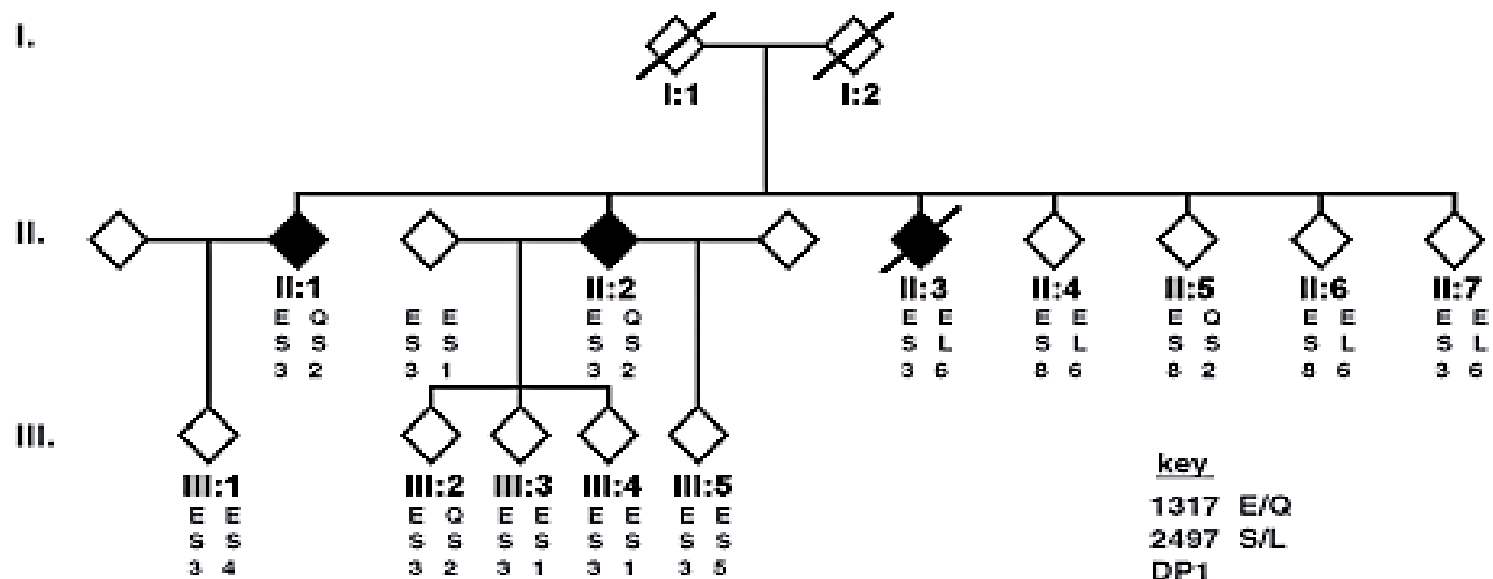 I.
I:1 I:2
II.
II:1 II:2 II:3 II:4 II:5 II:6 II:7
E Q E E E Q E E E E E Q E E E E
S S S S S S S L S L S S S L S L
3 2 3 1 3 2 3 6 8 6 8 2 8 6 3 6
III.
III:1 III:2 III:3 III:4 III:5
E E E Q E E E E E E
S S S S S S S S S S
3 4 3 2 3 1 3 1 3 5
key
1317 E/Q
2497 S/L
DP1